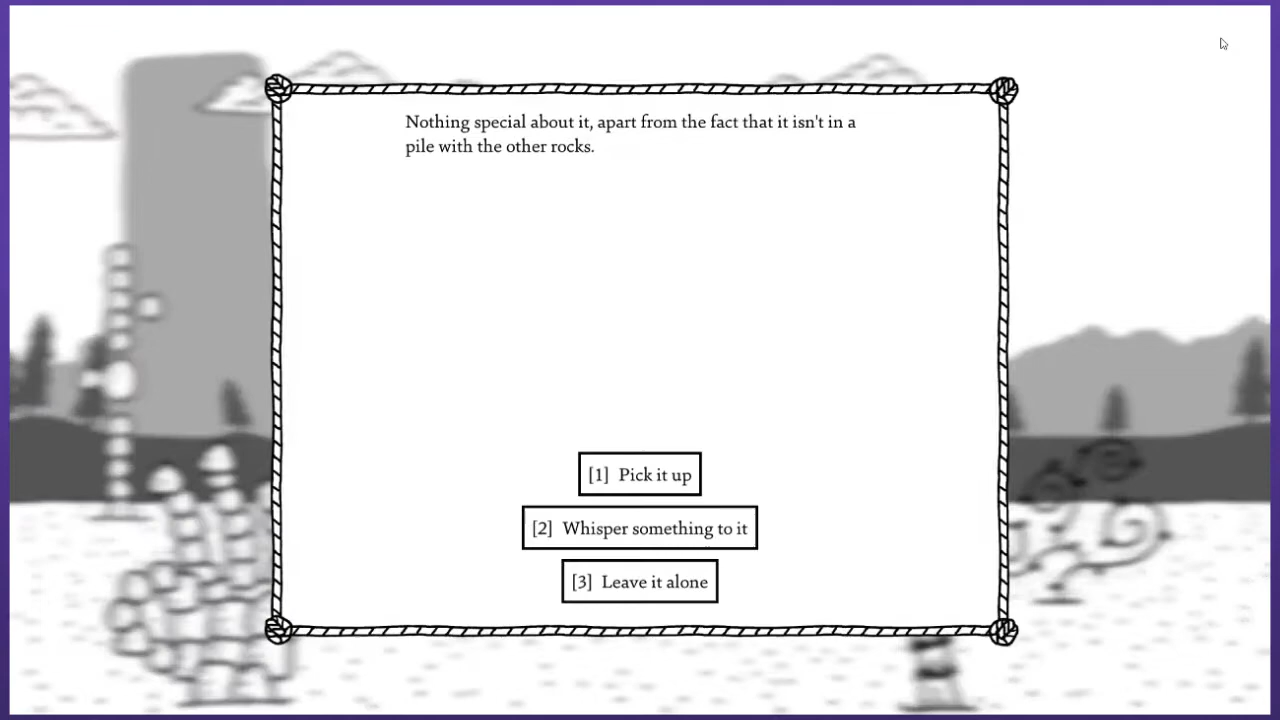 Nothing special about it, apart from the fact that it isn't in a
pile with the other rocks.
[1] Pick it up
[2] Whisper something to it
[3] Leave it alone